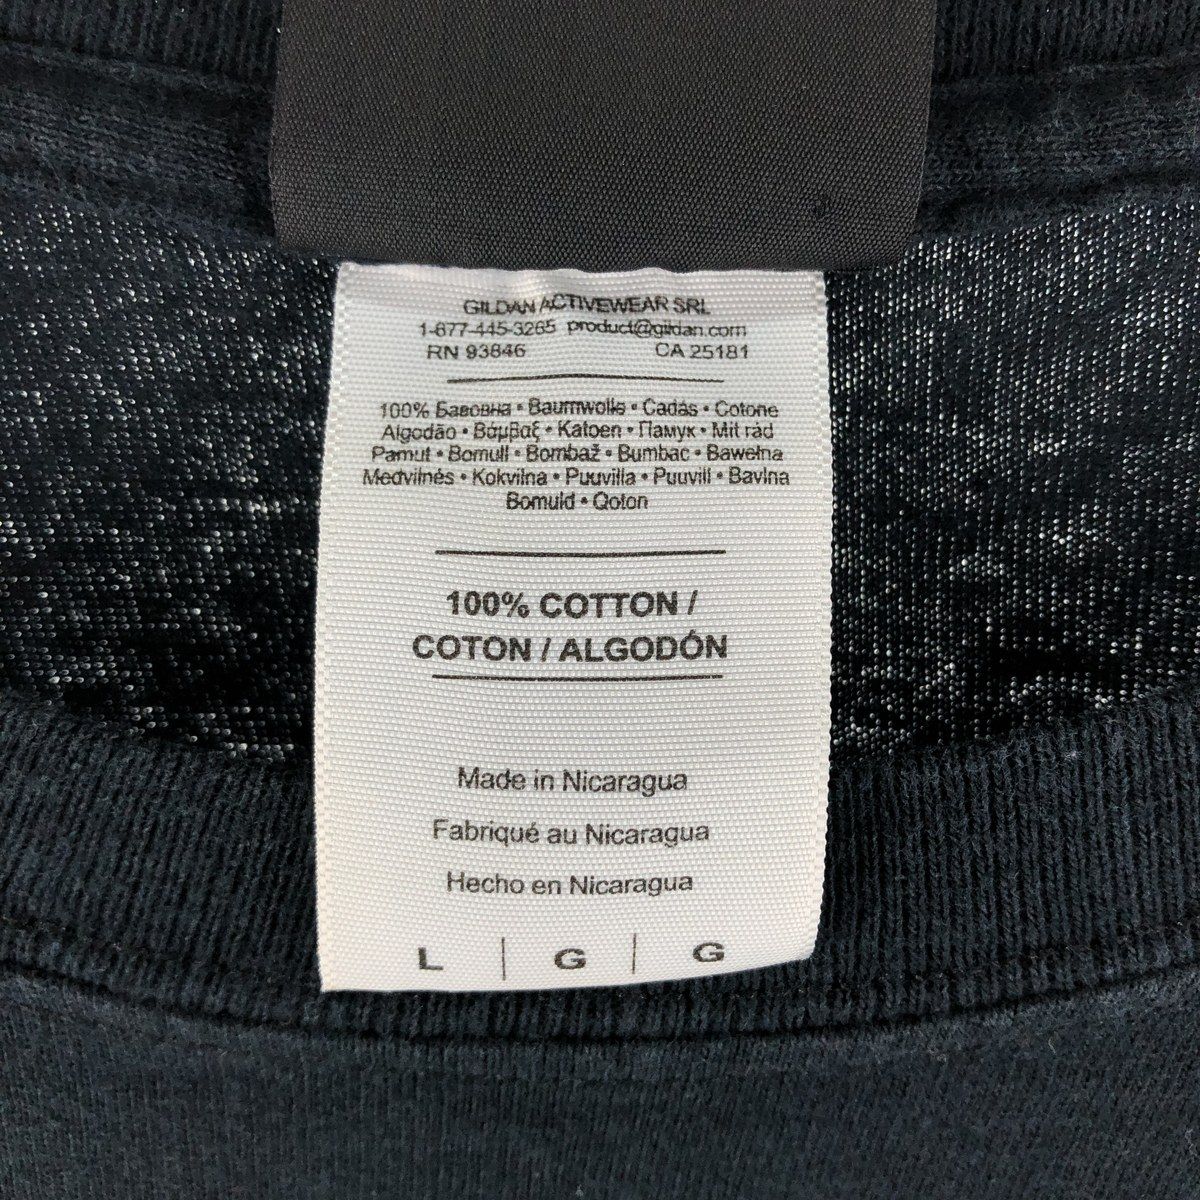 GILDAN ACTIVEWEAR SRL
1-877-445-3265 product@gildan.com
RN 93846 CA 25181
100% Бавовна • Baumwolle • Cadás • Cotone
Algodão • Βάμβαξ • Katoen • Памук • Mit rád
Pamut • Bomull • Bombaž • Bumbac • Bawełna
Medvilnés • Kokvilna • Puuvilla • Puuvill • Bavlna
Bomuld • Qoton
100% COTTON /
COTON / ALGODÓN
Made in Nicaragua
Fabriqué au Nicaragua
Hecho en Nicaragua
L | G | G